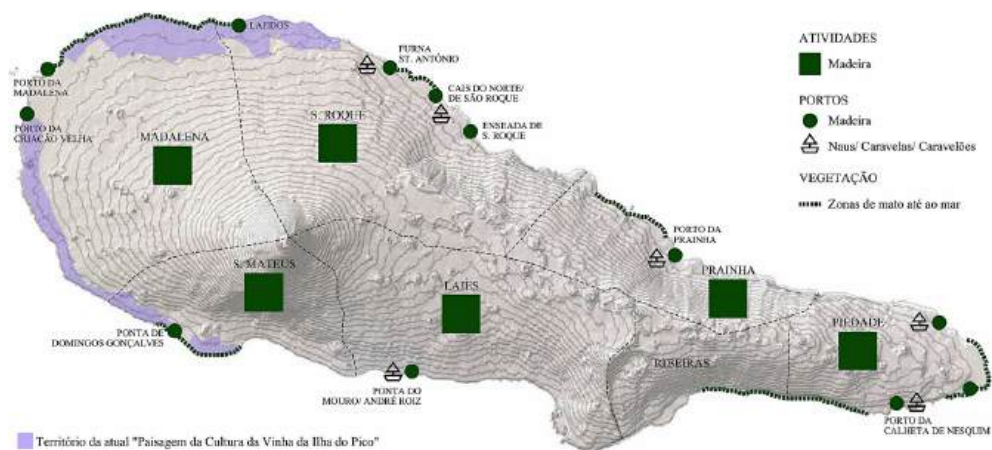 LAJIDOS
FURNA
ST. ANTÓNIO
PORTO DA
MADALENA
CAIS DO NORTE/
DE SÃO ROQUE
PORTO DA
CRIAÇÃO VELHA
MADALENA
S. ROQUE
ENSEADA DE
S. ROQUE
ATIVIDADES
Madeira
PORTOS
Madeira
Naus/ Caravelas/ Caravelões
VEGETAÇÃO
Zonas de mato até ao mar
PORTO DA
PRAINHA
S. MATEUS
LAJES
PRAINHA
PIEDADE
PONTA DE
DOMINGOS GONÇALVES
RIBEIRAS
PONTA DO
MOURO/ ANDRÉ ROIZ
PORTO DA
CALHETA DE NESQUIM
Território da atual "Paisagem da Cultura da Vinha da Ilha do Pico"